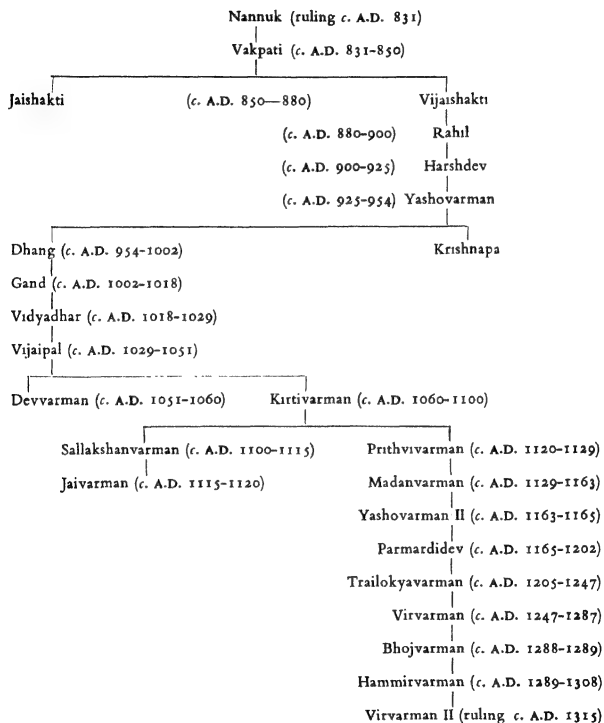 Nannuk (ruling c. A.D. 831)
Vakpati (c. A.D. 831-850)
Jaishakti (c. A.D. 850—880) Vijaishakti
(c. A.D. 880-900) Rahil
(c. A.D. 900-925) Harshdev
(c. A.D. 925-954) Yashovarman
Dhang (c. A.D. 954-1002) Krishnapa
Gand (c. A.D. 1002-1018)
Vidyadhar (c. A.D. 1018-1029)
Vijaipal (c. A.D. 1029-1051)
Devvarman (c. A.D. 1051-1060) Kirtivarman (c. A.D. 1060-1100)
Sallakshanvarman (c. A.D. 1100-1115) Prithvivarman (c. A.D. 1120-1129)
Jaivarman (c. A.D. 1115-1120) Madanvarman (c. A.D. 1129-1163)
Yashovarman II (c. A.D. 1163-1165)
Parmardidev (c. A.D. 1165-1202)
Trailokyavarman (c. A.D. 1205-1247)
Virvarman (c. A.D. 1247-1287)
Bhojvarman (c. A.D. 1288-1289)
Hammirvarman (c. A.D. 1289-1308)
Virvarman II (ruling c. A.D. 1315)